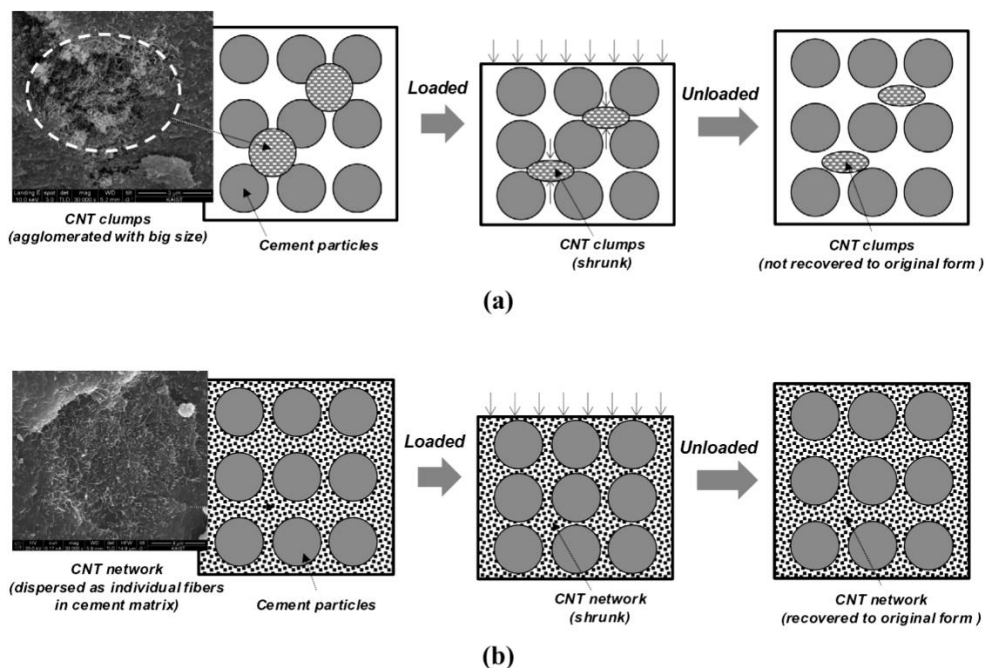 Loaded
Unloaded
CNT clumps
(agglomerated with big size)
Cement particles
CNT clumps
(shrunk)
CNT clumps
(not recovered to original form )
(a)
Loaded
Unloaded
CNT network
(dispersed as individual fibers
in cement matrix)
Cement particles
CNT network
(shrunk)
CNT network
(recovered to original form )
(b)